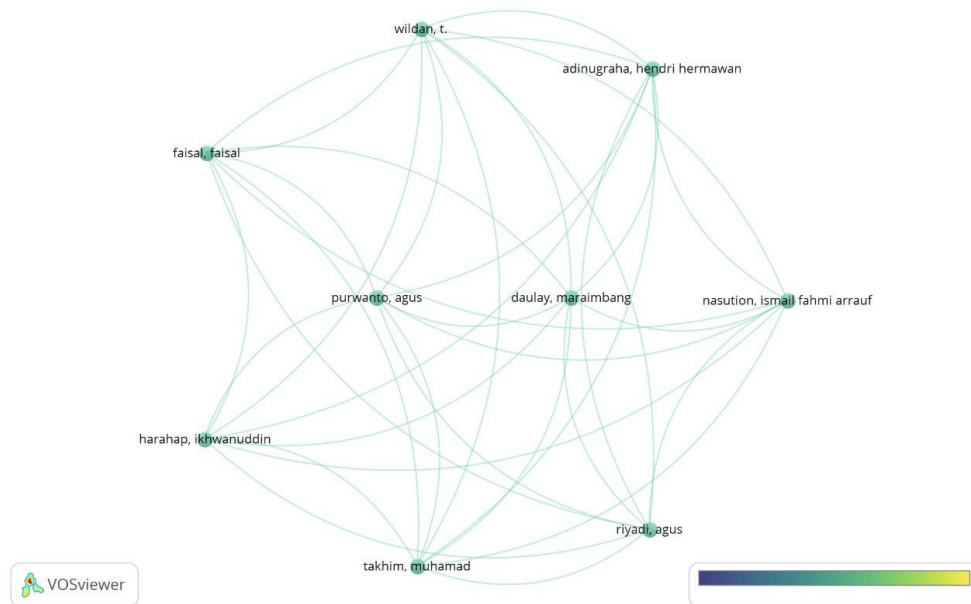 wildan, t.
adinugraha, hendri hermawan
faisal, faisal
purwanto, agus
daulay, maraimbang
nasution, ismail fahmi arrauf
harahap, ikhwanuddin
riyadi, agus
takhim, muhamad
VOSviewer